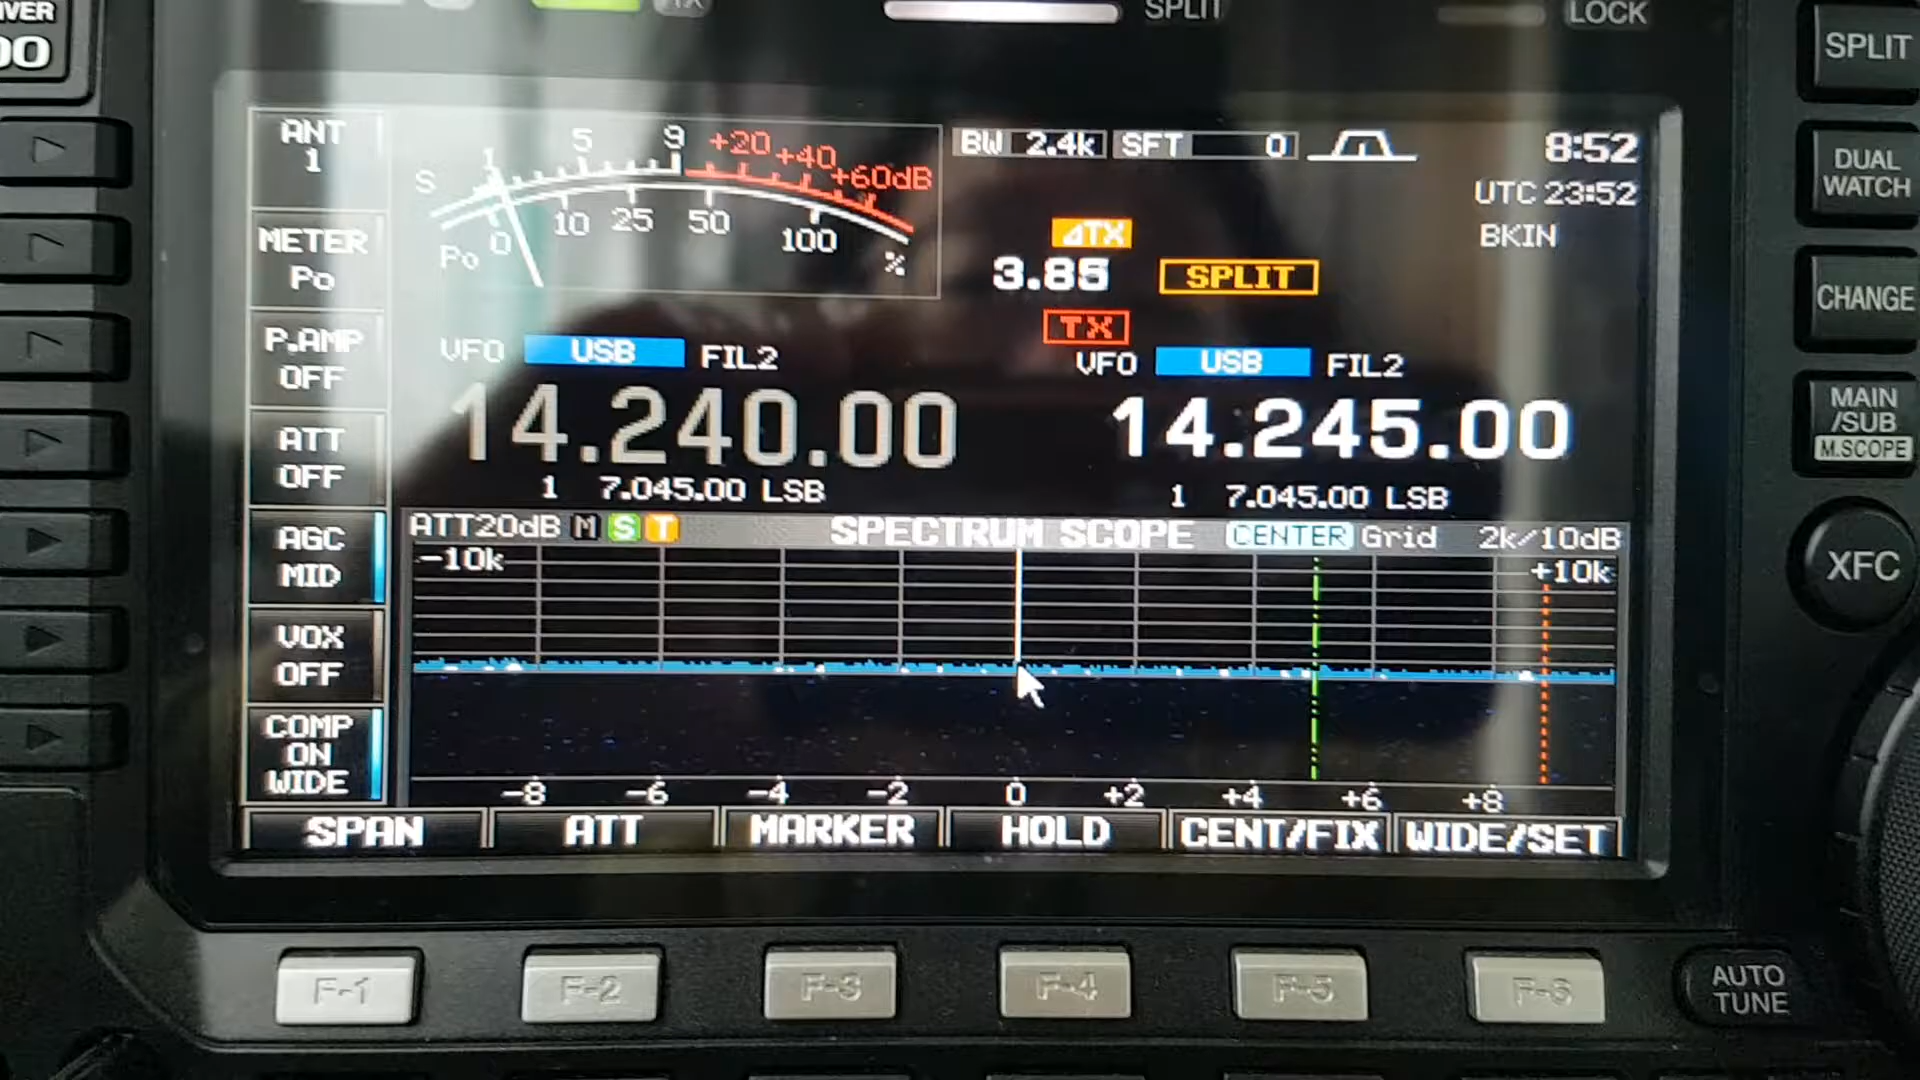 SPLIT
LOCK
SPLIT
ANT
1
S 1 5 9 +20 +40 +60dB
Po 0 10 25 50 100 %
BW 2.4k SFT 0
8:52
UTC 23:52
BKIN
DUAL
WATCH
METER
Po
⊿TX
3.85 SPLIT
TX
CHANGE
P.AMP
OFF
VFO USB FIL2
VFO USB FIL2
14.240.00
14.245.00
1 7.045.00 LSB
1 7.045.00 LSB
MAIN
/SUB
M.SCOPE
ATT
OFF
ATT20dB M S T SPECTRUM SCOPE CENTER Grid 2k/10dB
-10k +10k
AGC
MID
XFC
VOX
OFF
COMP
ON
WIDE
-8 -6 -4 -2 0 +2 +4 +6 +8
SPAN ATT MARKER HOLD CENT/FIX WIDE/SET
F-1 F-2 F-3 F-4 F-5 F-6
AUTO
TUNE